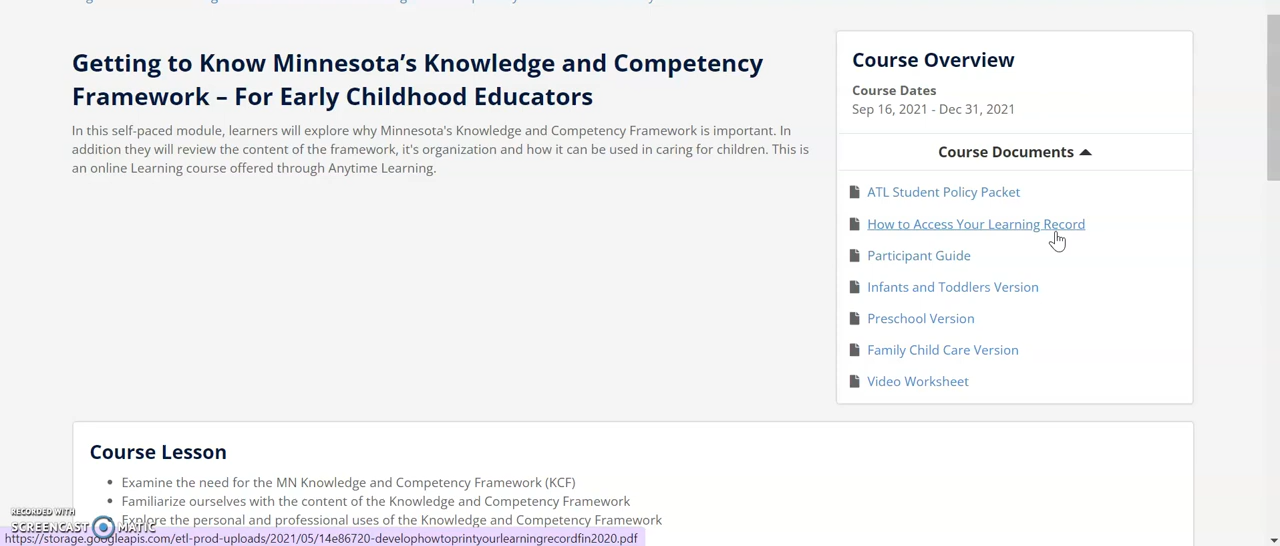 Getting to Know Minnesota's Knowledge and Competency
Framework – For Early Childhood Educators
In this self-paced module, learners will explore why Minnesota's Knowledge and Competency Framework is important. In
addition they will review the content of the framework, it's organization and how it can be used in caring for children. This is
an online Learning course offered through Anytime Learning.
Course Overview
Course Dates
Sep 16, 2021 - Dec 31, 2021
Course Documents
ATL Student Policy Packet
How to Access Your Learning Record
Participant Guide
Infants and Toddlers Version
Preschool Version
Family Child Care Version
Video Worksheet
Course Lesson
Examine the need for the MN Knowledge and Competency Framework (KCF)
Familiarize ourselves with the content of the Knowledge and Competency Framework
Explore the personal and professional uses of the Knowledge and Competency Framework
RECORDED WITH
SCREENCAST MATIC
https://storage.googleapis.com/etl-prod-uploads/2021/05/14e86720-develophowtoprintyourlearningrecordfin2020.pdf